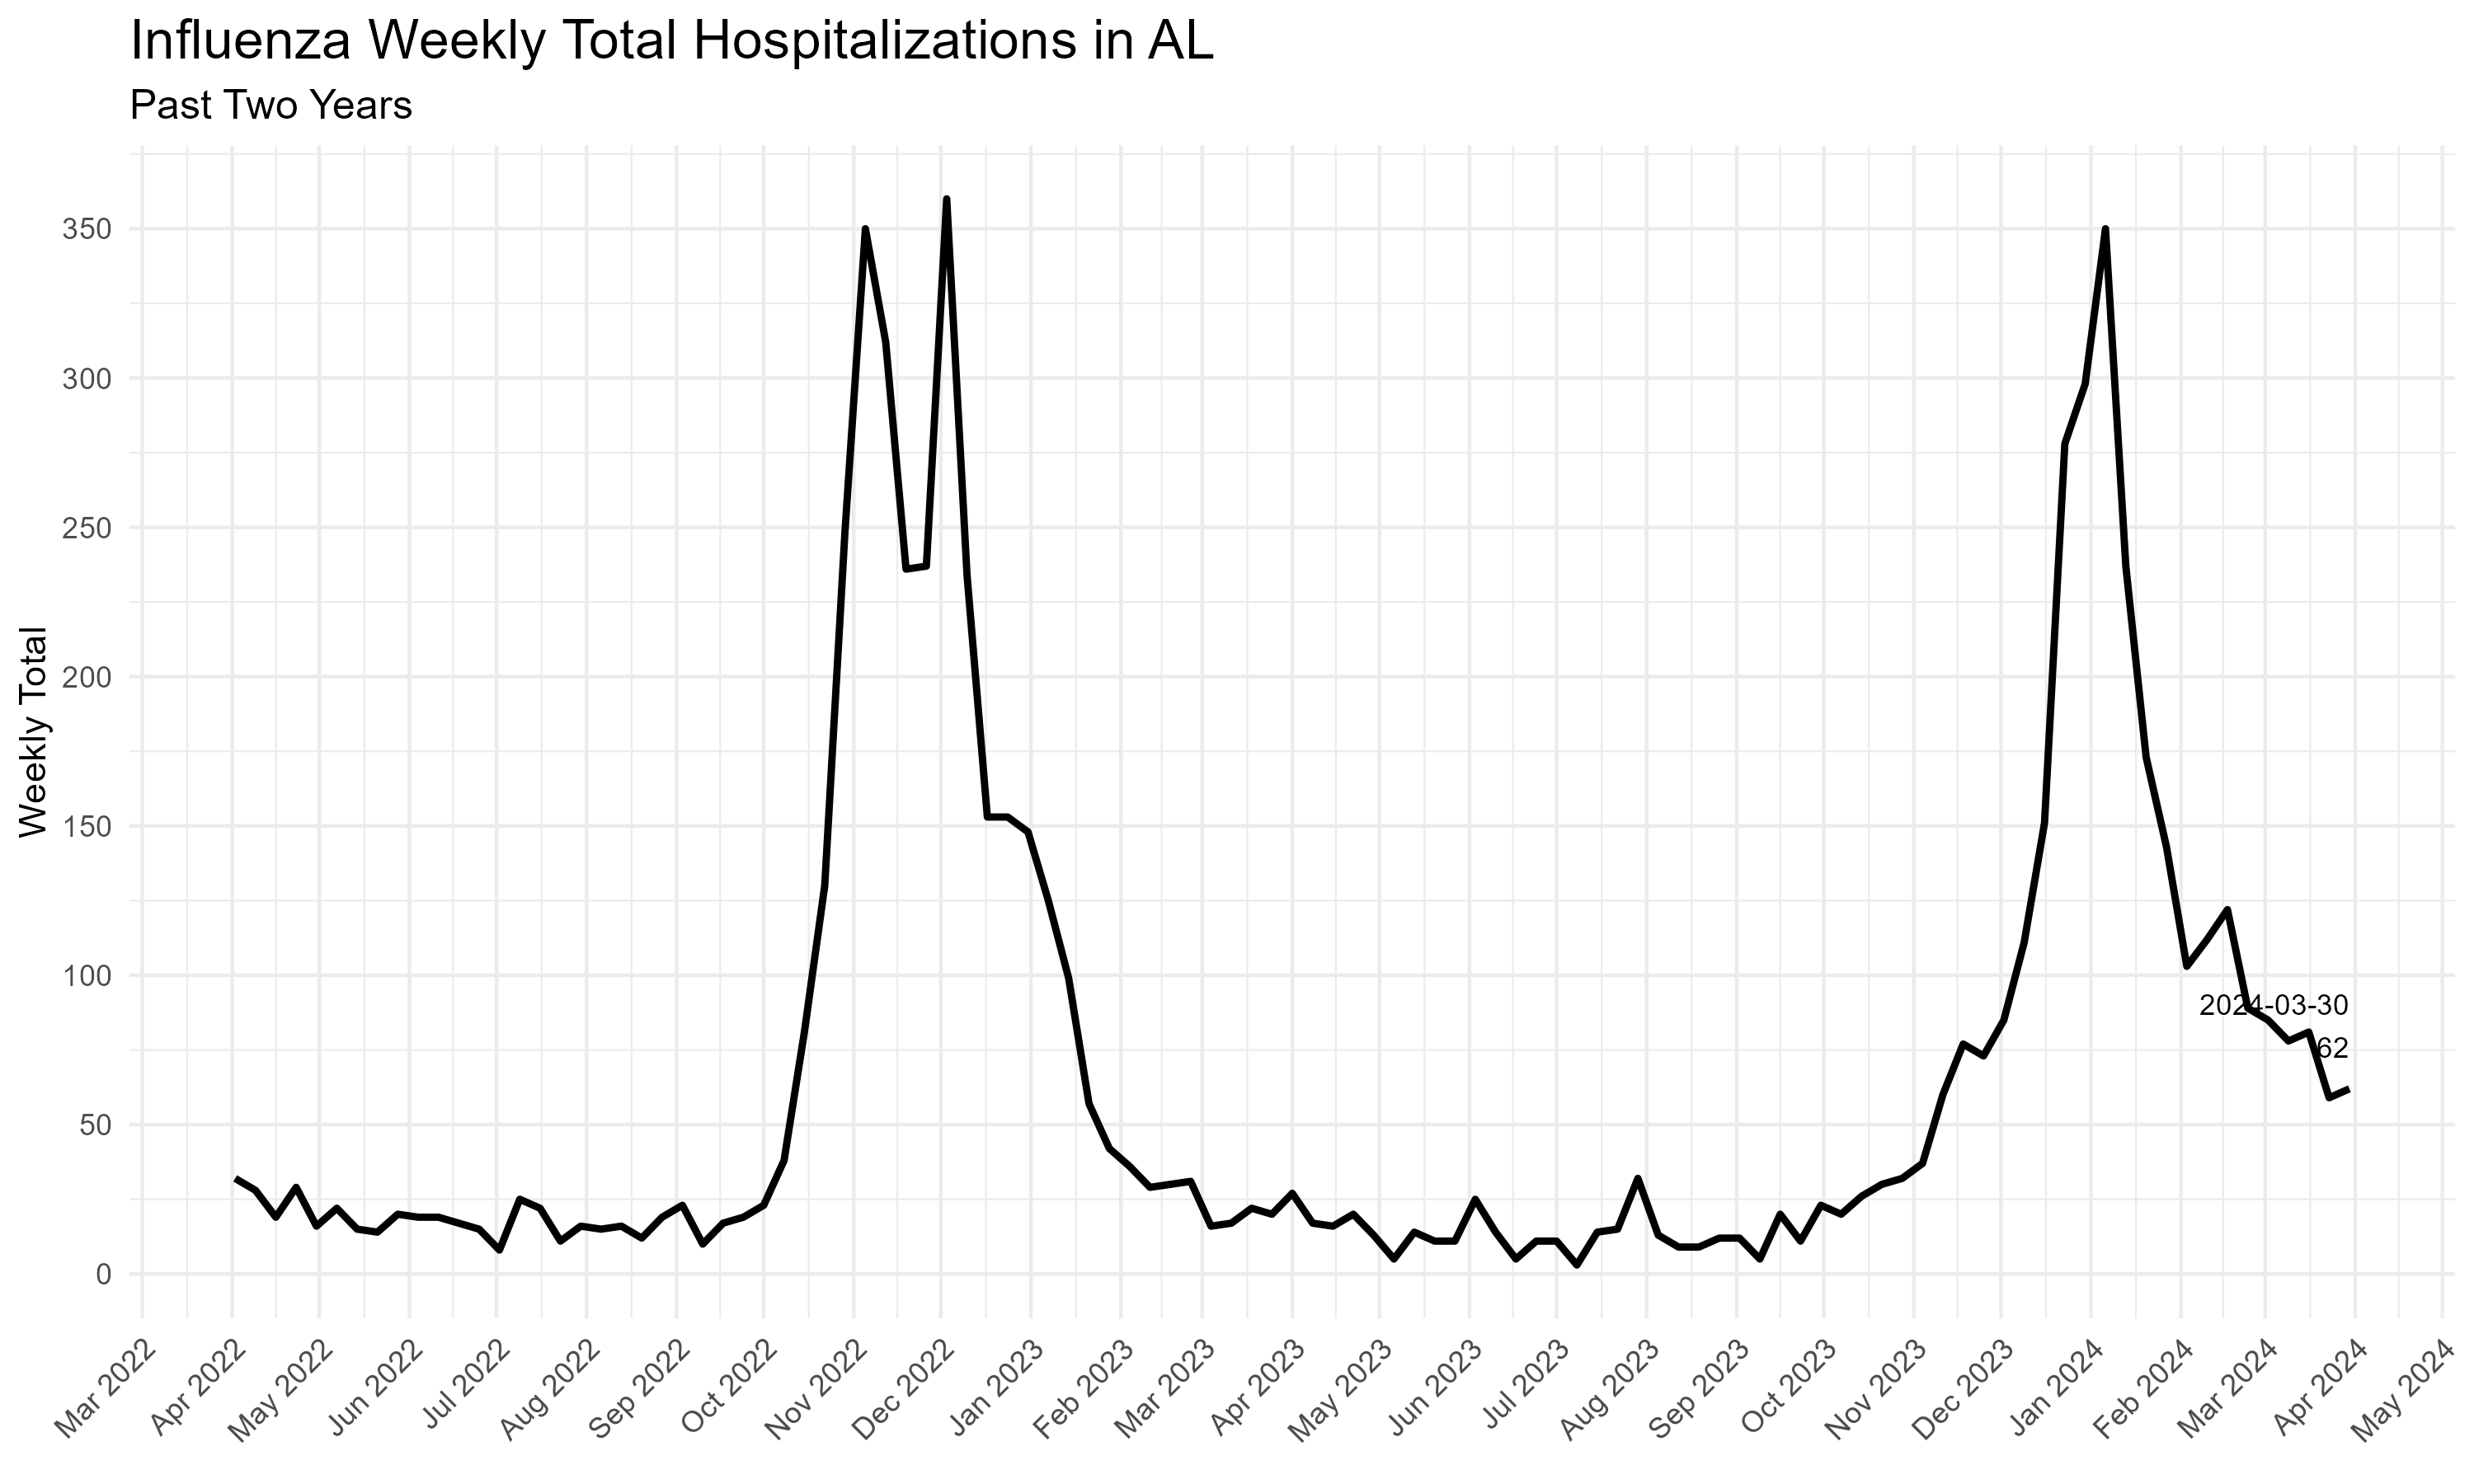 Influenza Weekly Total Hospitalizations in AL
Past Two Years
Weekly Total
350
300
250
200
150
100
50
0
2024-03-30
62
Mar 2022
Apr 2022
May 2022
Jun 2022
Jul 2022
Aug 2022
Sep 2022
Oct 2022
Nov 2022
Dec 2022
Jan 2023
Feb 2023
Mar 2023
Apr 2023
May 2023
Jun 2023
Jul 2023
Aug 2023
Sep 2023
Oct 2023
Nov 2023
Dec 2023
Jan 2024
Feb 2024
Mar 2024
Apr 2024
May 2024